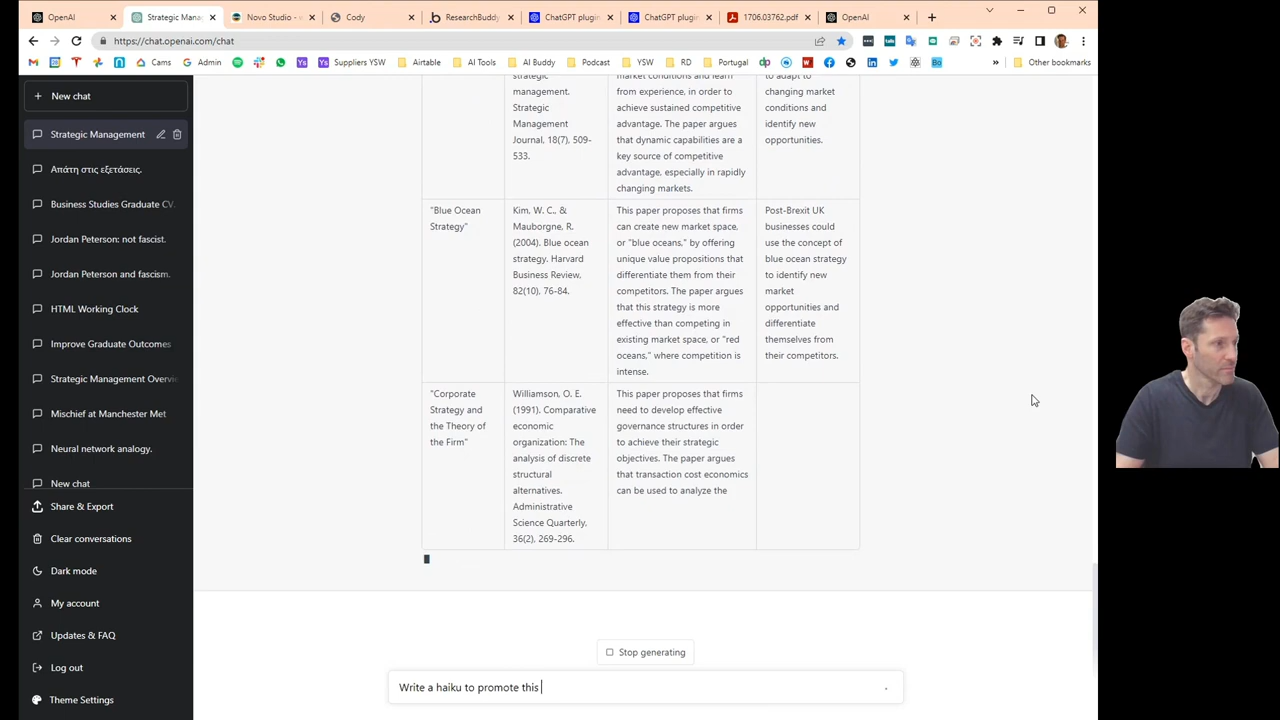 OpenAI
Strategic Mana
Novo Studio - v
Cody
ResearchBuddy
ChatGPT plugin
ChatGPT plugin
1706.03762.pdf
OpenAI
https://chat.openai.com/chat
Cams
Admin
Suppliers YSW
Airtable
AI Tools
AI Buddy
Podcast
YSW
RD
Portugal
»
Other bookmarks
+ New chat
Strategic Management
Απάτη στις εξετάσεις.
Business Studies Graduate CV.
Jordan Peterson: not fascist.
Jordan Peterson and fascism.
HTML Working Clock
Improve Graduate Outcomes
Strategic Management Overvi
Mischief at Manchester Met
Neural network analogy.
New chat
Share & Export
Clear conversations
Dark mode
My account
Updates & FAQ
Log out
Theme Settings
strategic
management.
Strategic
Management
Journal, 18(7), 509-
533.
market conditions and learn
from experience, in order to
achieve sustained competitive
advantage. The paper argues
that dynamic capabilities are a
key source of competitive
advantage, especially in rapidly
changing markets.
to adapt to
changing market
conditions and
identify new
opportunities.
"Blue Ocean
Strategy"
Kim, W. C., &
Mauborgne, R.
(2004). Blue ocean
strategy. Harvard
Business Review,
82(10), 76-84.
This paper proposes that firms
can create new market space,
or "blue oceans," by offering
unique value propositions that
differentiate them from their
competitors. The paper argues
that this strategy is more
effective than competing in
existing market space, or "red
oceans," where competition is
intense.
Post-Brexit UK
businesses could
use the concept of
blue ocean strategy
to identify new
market
opportunities and
differentiate
themselves from
their competitors.
"Corporate
Strategy and
the Theory of
the Firm"
Williamson, O. E.
(1991). Comparative
economic
organization: The
analysis of discrete
structural
alternatives.
Administrative
Science Quarterly,
36(2), 269-296.
This paper proposes that firms
need to develop effective
governance structures in order
to achieve their strategic
objectives. The paper argues
that transaction cost economics
can be used to analyze the
Stop generating
Write a haiku to promote this